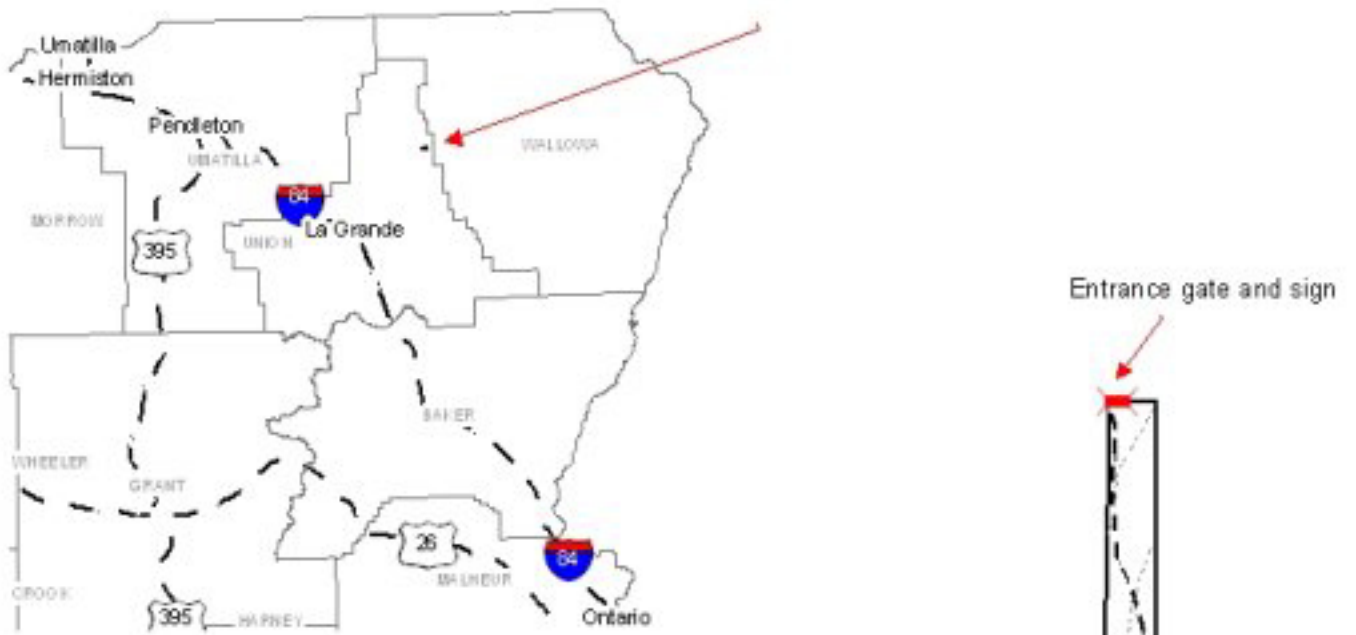 Umatilla
Hermiston
Pendleton
UMATILLA
WALLOWA
84
MORROW
La Grande
UNION
395
Entrance gate and sign
BAKER
WHEELER
GRANT
26
84
MALHEUR
CROOK
395
HARNEY
Ontario